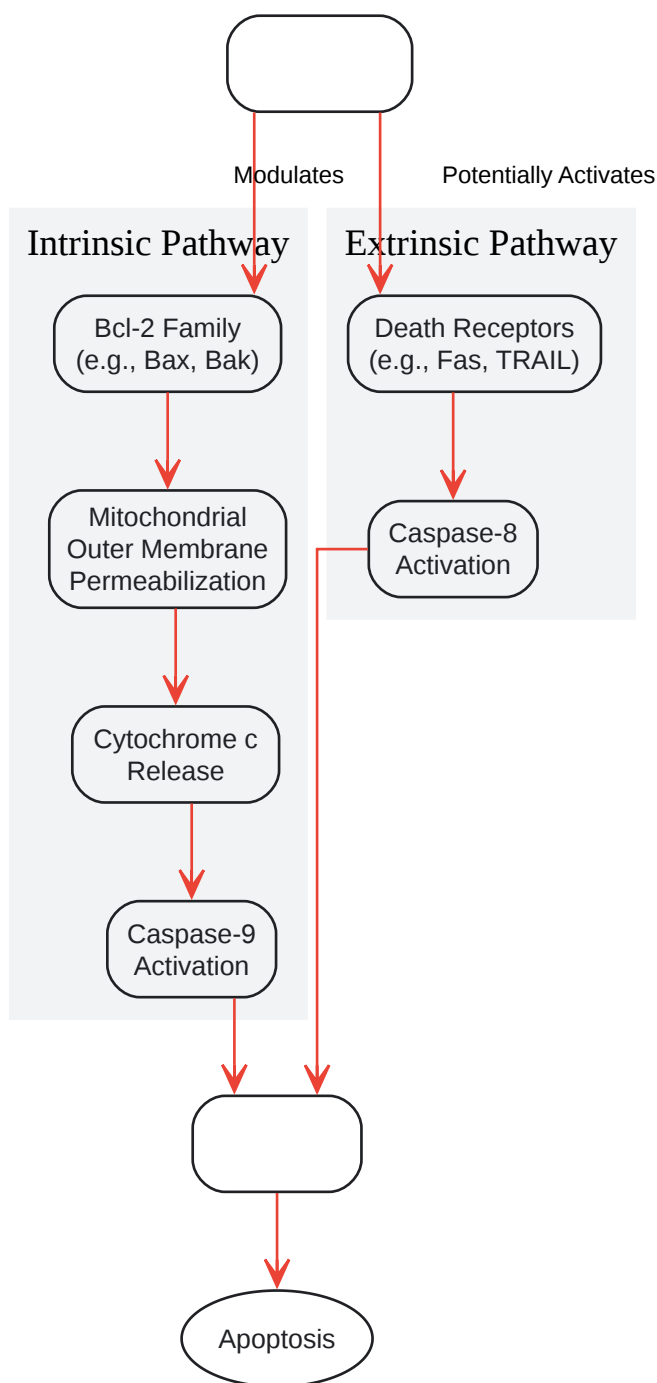 Modulates
Potentially Activates
Intrinsic Pathway
Extrinsic Pathway
Bcl-2 Family
(e.g., Bax, Bak)
Death Receptors
(e.g., Fas, TRAIL)
Mitochondrial
Outer Membrane
Permeabilization
Caspase-8
Activation
Cytochrome c
Release
Caspase-9
Activation
Apoptosis